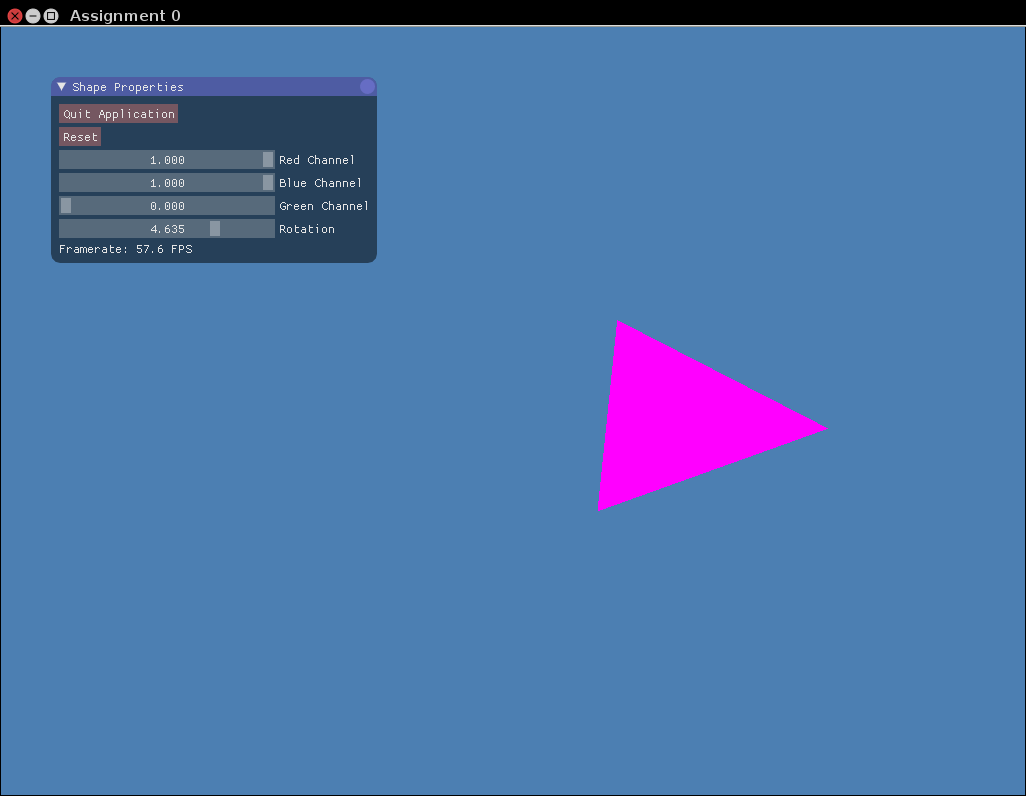 Assignment 0
Shape Properties
Quit Application
Reset
1.000 Red Channel
1.000 Blue Channel
0.000 Green Channel
4.635 Rotation
Framerate: 57.6 FPS